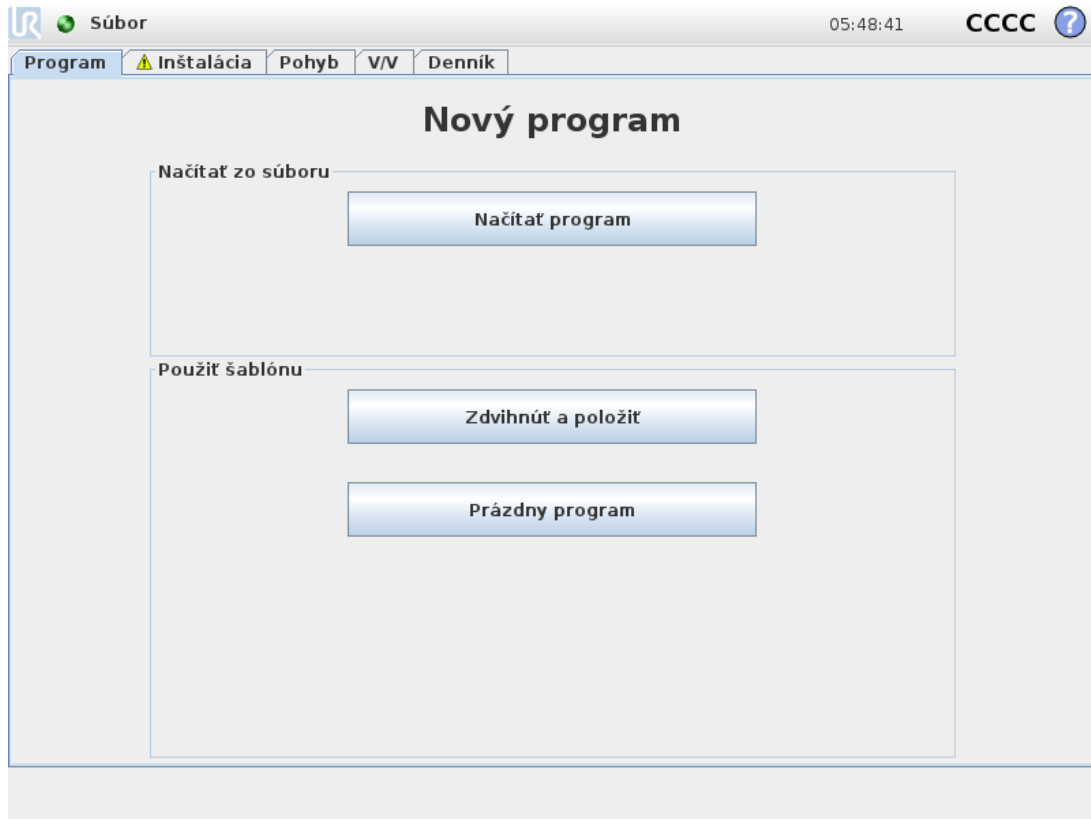 UR Súbor 05:48:41 CCCC ?
Program Inštalácia Pohyb V/V Denník
Nový program
Načítať zo súboru
Načítať program
Použiť šablónu
Zdvihnúť a položiť
Prázdny program